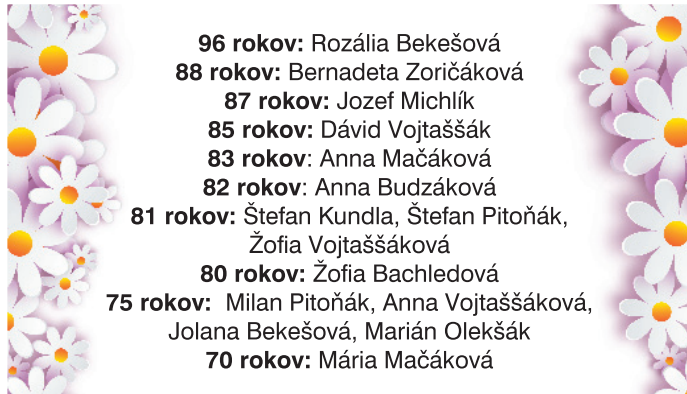 96 rokov: Rozália Bekešová
88 rokov: Bernadeta Zoričáková
87 rokov: Jozef Michlík
85 rokov: Dávid Vojtaššák
83 rokov: Anna Mačáková
82 rokov: Anna Budzáková
81 rokov: Štefan Kundla, Štefan Pitoňák,
Žofia Vojtaššáková
80 rokov: Žofia Bachledová
75 rokov: Milan Pitoňák, Anna Vojtaššáková,
Jolana Bekešová, Marián Olekšák
70 rokov: Mária Mačáková